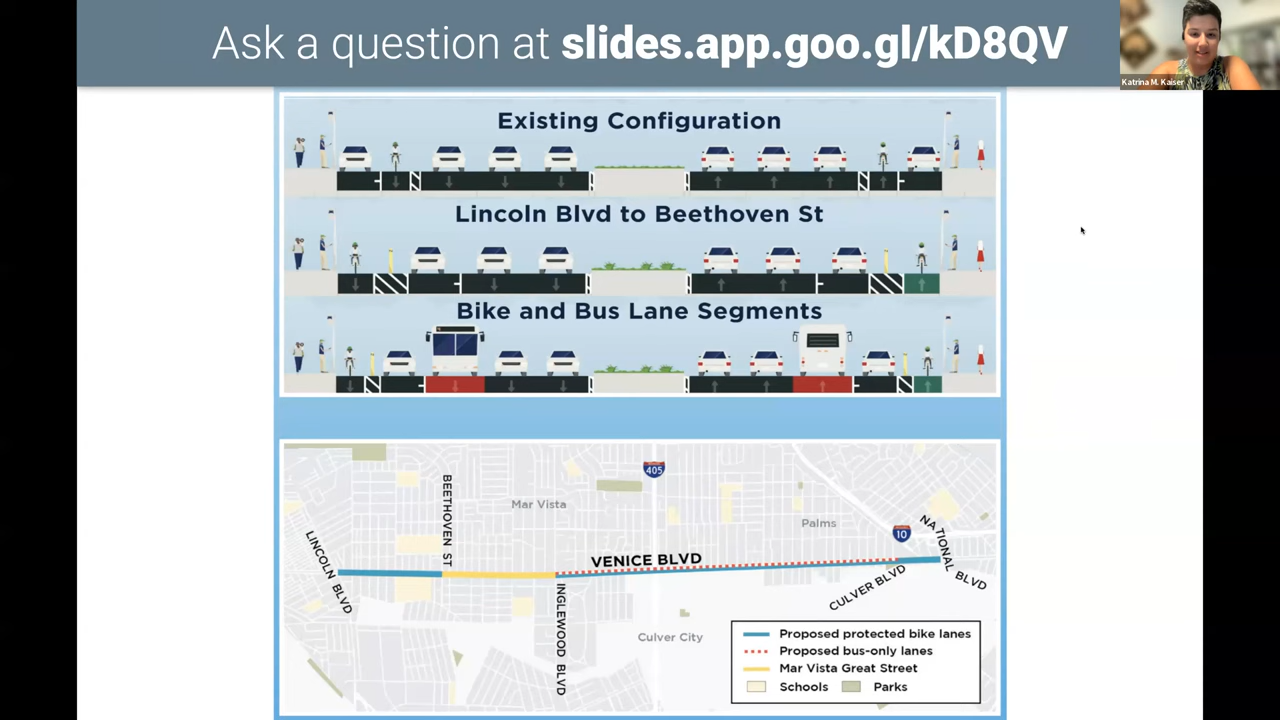 Ask a question at slides.app.goo.gl/kD8QV
Katrina M. Kaiser
Existing Configuration
Lincoln Blvd to Beethoven St
Bike and Bus Lane Segments
405
BEETHOVEN ST
Mar Vista
Palms
10
NATIONAL BLVD
LINCOLN BLVD
VENICE BLVD
CULVER BLVD
INGLEWOOD BLVD
Culver City
Proposed protected bike lanes
Proposed bus-only lanes
Mar Vista Great Street
Schools
Parks